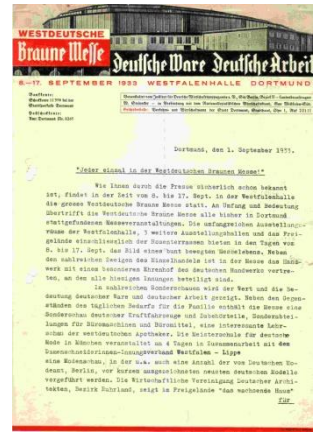 WESTDEUTSCHE
Braune Messe Deutsche Ware Deutsche Arbeit
8.–17. SEPTEMBER 1933 WESTFALENHALLE DORTMUND
Dortmund, den 1. September 1933.
"Jeder einmal in der Westdeutschen Braunen Messe!"
Wie Ihnen durch die Presse sicherlich schon bekannt
ist, findet in der Zeit vom 8. bis 17. Sept. in der Westfalenhalle
die grosse Westdeutsche Braune Messe statt. An Umfang und Bedeutung
übertrifft die Westdeutsche Braune Messe alle bisher in Dortmund
stattgefundenen Messeveranstaltungen. Die umfangreichen Ausstellungs-
räume der Westfalenhalle, 3 weitere Ausstellungshallen und das Frei-
gelände einschliesslich der Rosenterrassen bieten in den Tagen vom
8. bis 17. Sept. das Bild eines bunt bewegten Messelebens. Neben
den zahlreichen Zweigen des Einzelhandels ist in der Messe das Hand-
werk mit einem besonderen Ehrenhof des deutschen Handwerks vertre-
ten, an dem alle hiesigen Innungen beteiligt sind.
In zahlreichen Sonderschauen wird der Wert und die Be-
deutung deutscher Ware und deutscher Arbeit gezeigt. Neben den Gegen-
ständen des täglichen Bedarfs für die Familie enthält die Messe eine
Sonderschau deutscher Kraftfahrzeuge und Zubehörteile, Sonderabtei-
lungen für Büromaschinen und Büromittel, eine interessante Lehr-
schau der westdeutschen Apotheker. Die Meisterschule für deutsche
Mode in München veranstaltet an 4 Tagen in Zusammenarbeit mit dem
Damenschneiderinnen-Innungsverband Westfalen - Lippe
eine Modenschau, in der u.a. auch eine Anzahl der vom Deutschen
Berlin, vor kurzem ausgezeichneten neusten deutschen Modelle
vorgeführt werden. Die Wirtschaftliche Vereinigung Deutscher Archi-
tekten, Bezirk Ruhrland, zeigt im Freigelände "das wachsende Haus"
für